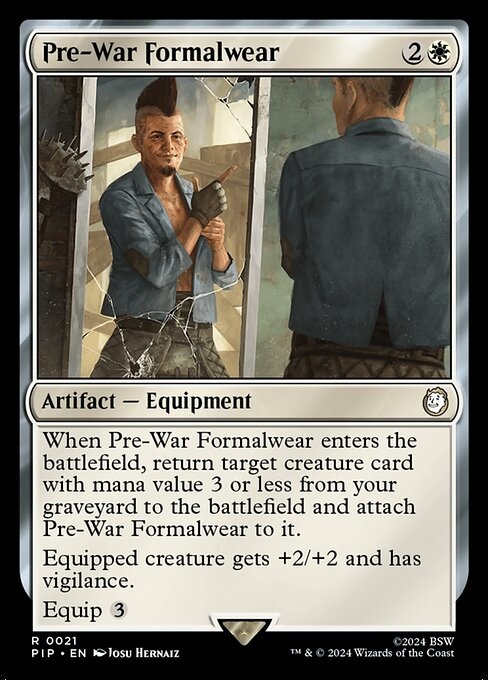 Pre-War Formalwear 2
Artifact — Equipment
When Pre-War Formalwear enters the
battlefield, return target creature card
with mana value 3 or less from your
graveyard to the battlefield and attach
Pre-War Formalwear to it.
Equipped creature gets +2/+2 and has
vigilance.
Equip 3
R 0021
©2024 BSW
PIP • EN Josu Hernaiz
™ & © 2024 Wizards of the Coast